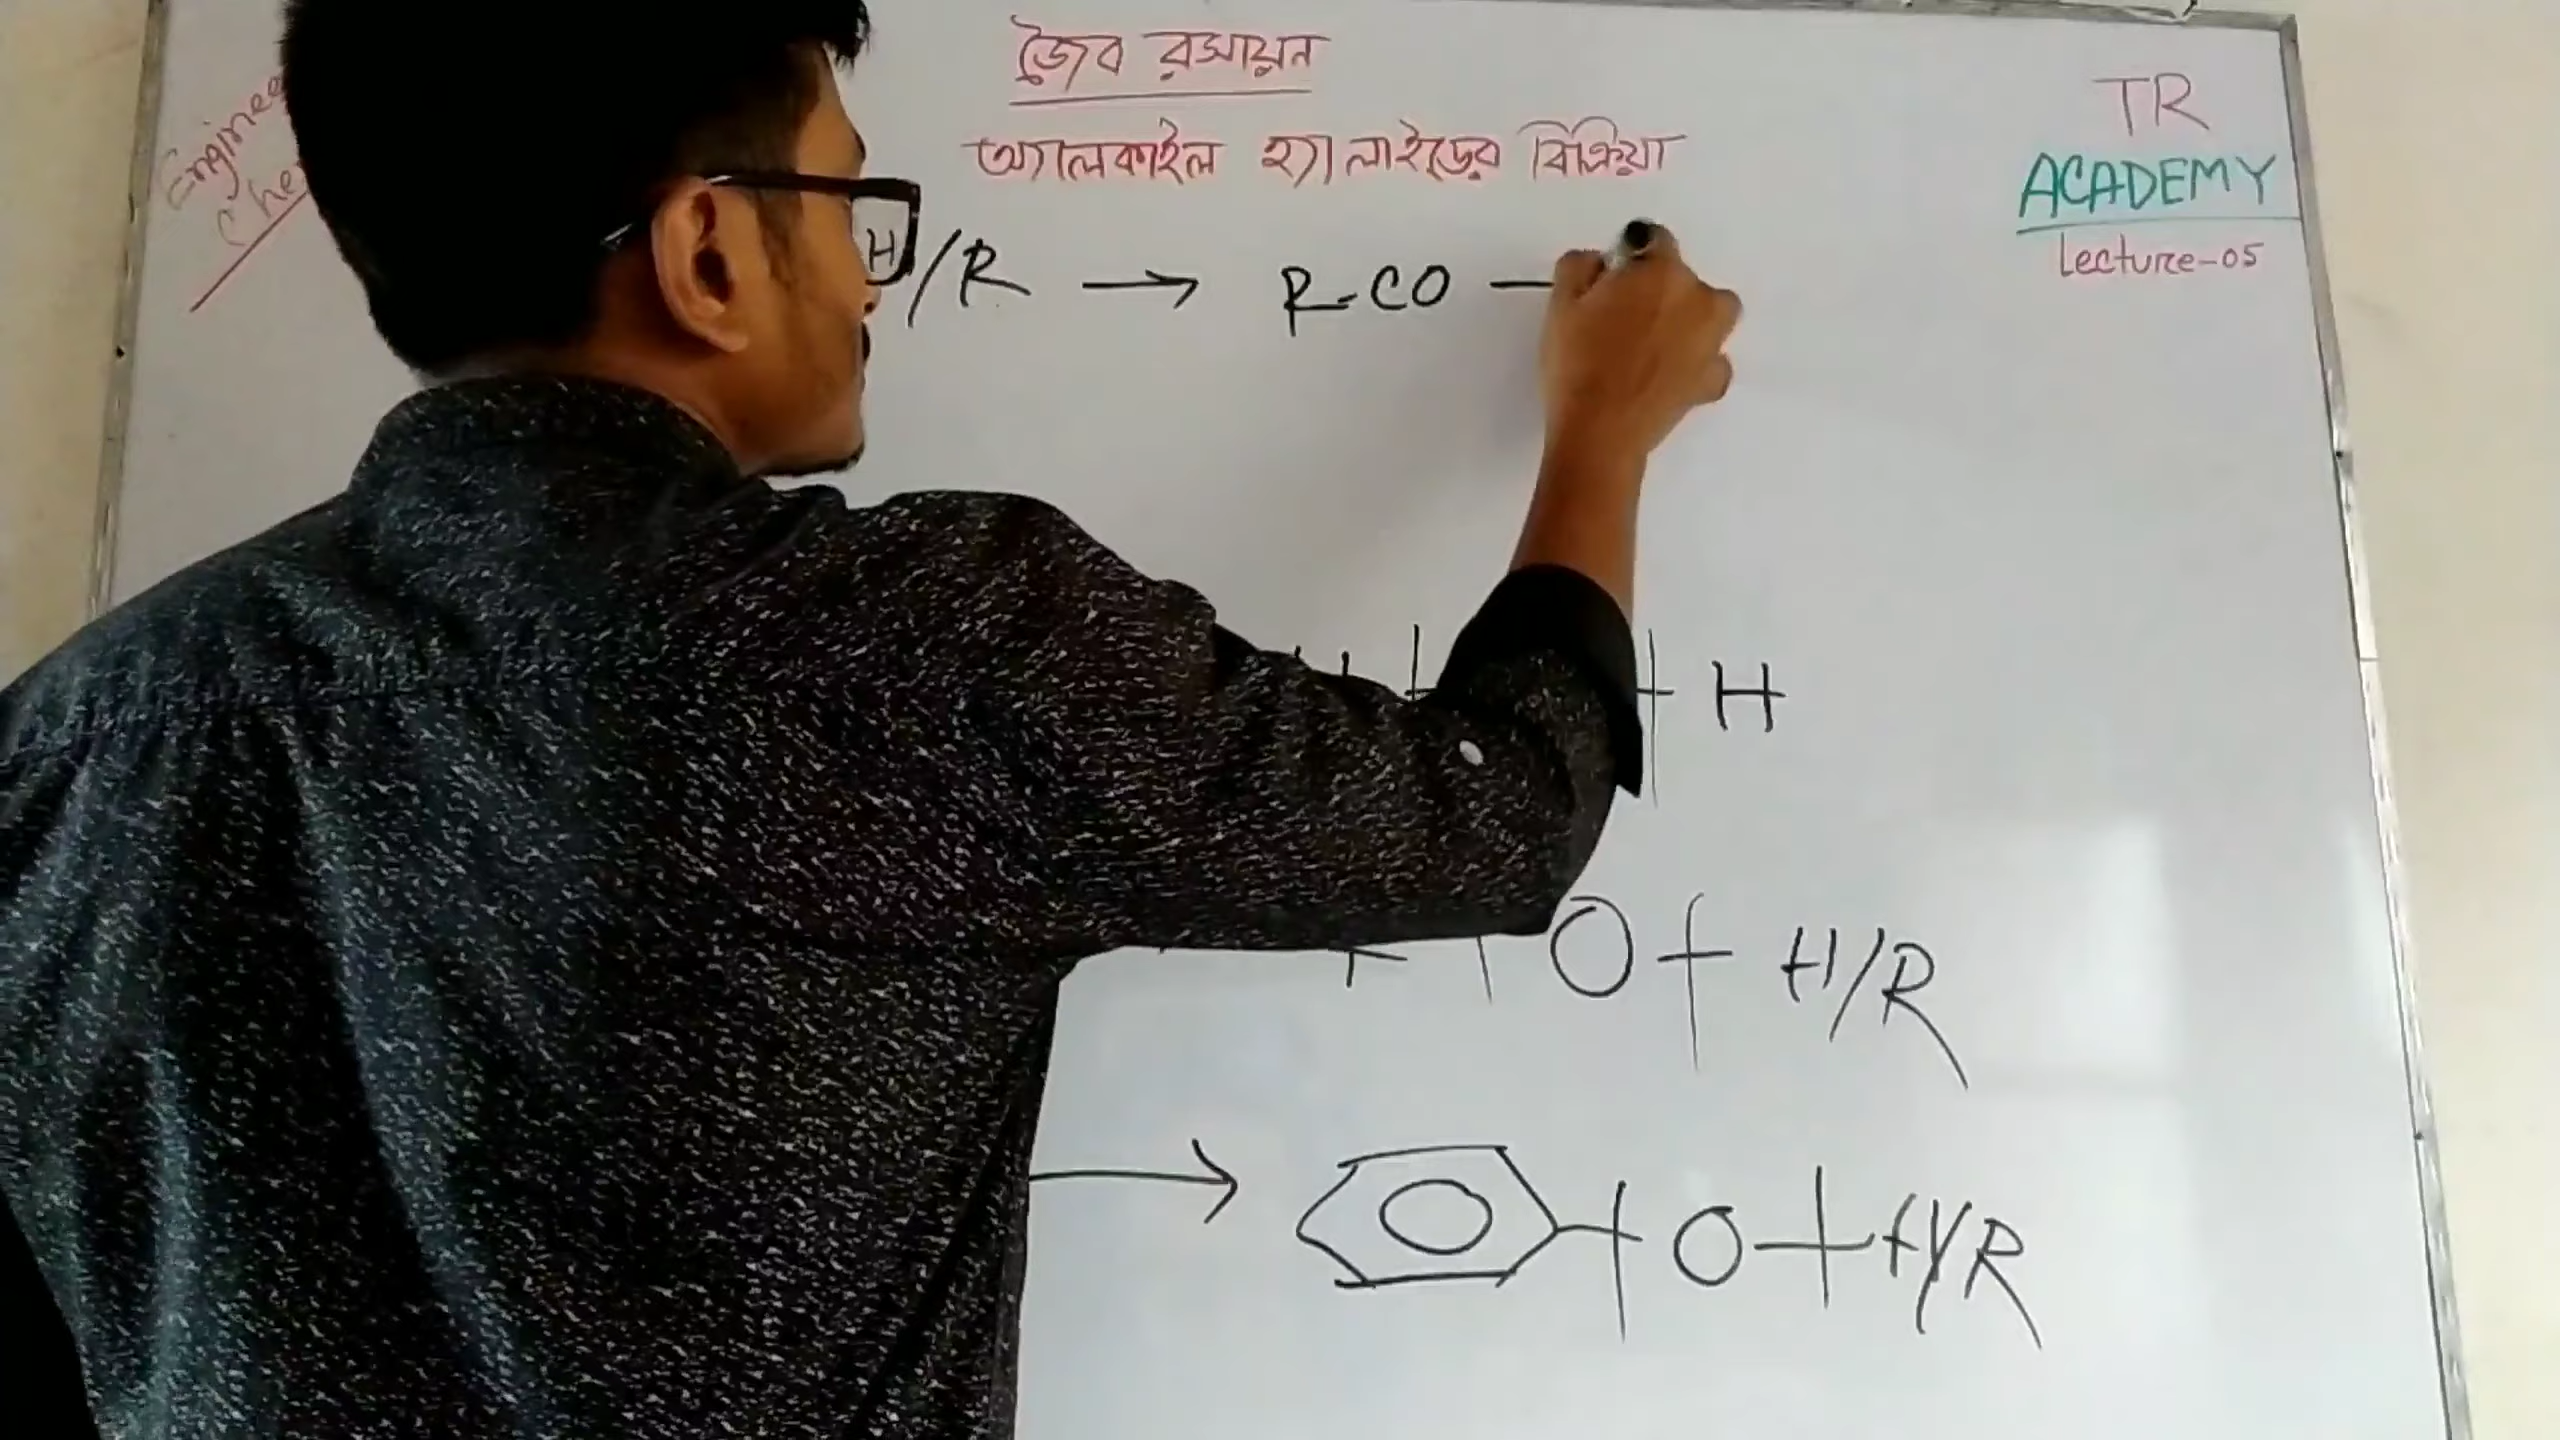 জৈব রসায়ন
অ্যালকাইল হ্যালাইডের বিক্রিয়া
TR
ACADEMY
Lecture-05
H/R → R-CO —
+ H
O + H/R
→ + O + H/R